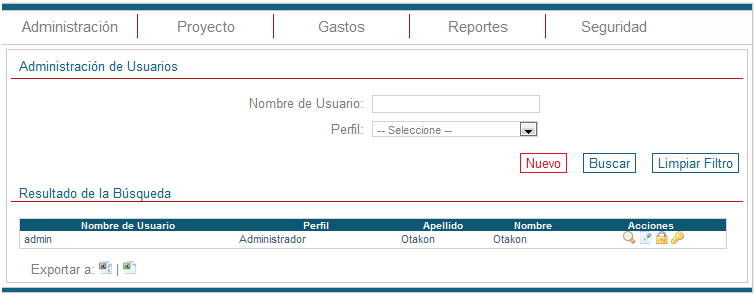 Administración Proyecto Gastos Reportes Seguridad
Administración de Usuarios
Nombre de Usuario:
Perfil: -- Seleccione --
Nuevo Buscar Limpiar Filtro
Resultado de la Búsqueda
Nombre de Usuario Perfil Apellido Nombre Acciones
admin Administrador Otakon Otakon
Exportar a: |